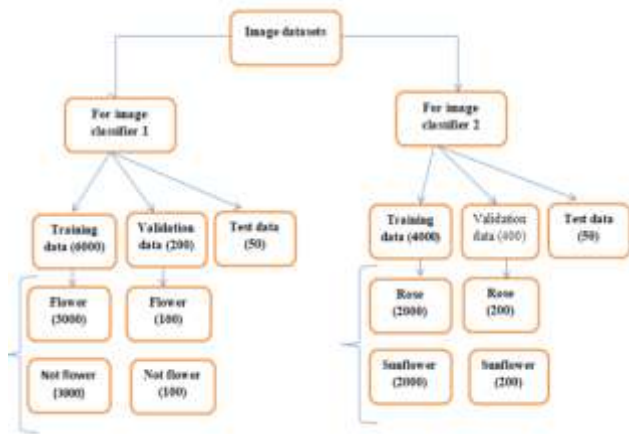 Image datasets
For image
classifier 1
For image
classifier 2
Training
data (6000)
Validation
data (200)
Test data
(50)
Training
data (4000)
Validation
data (400)
Test data
(50)
Flower
(3000)
Flower
(100)
Rose
(2000)
Rose
(200)
Not flower
(3000)
Not flower
(100)
Sunflower
(2000)
Sunflower
(200)